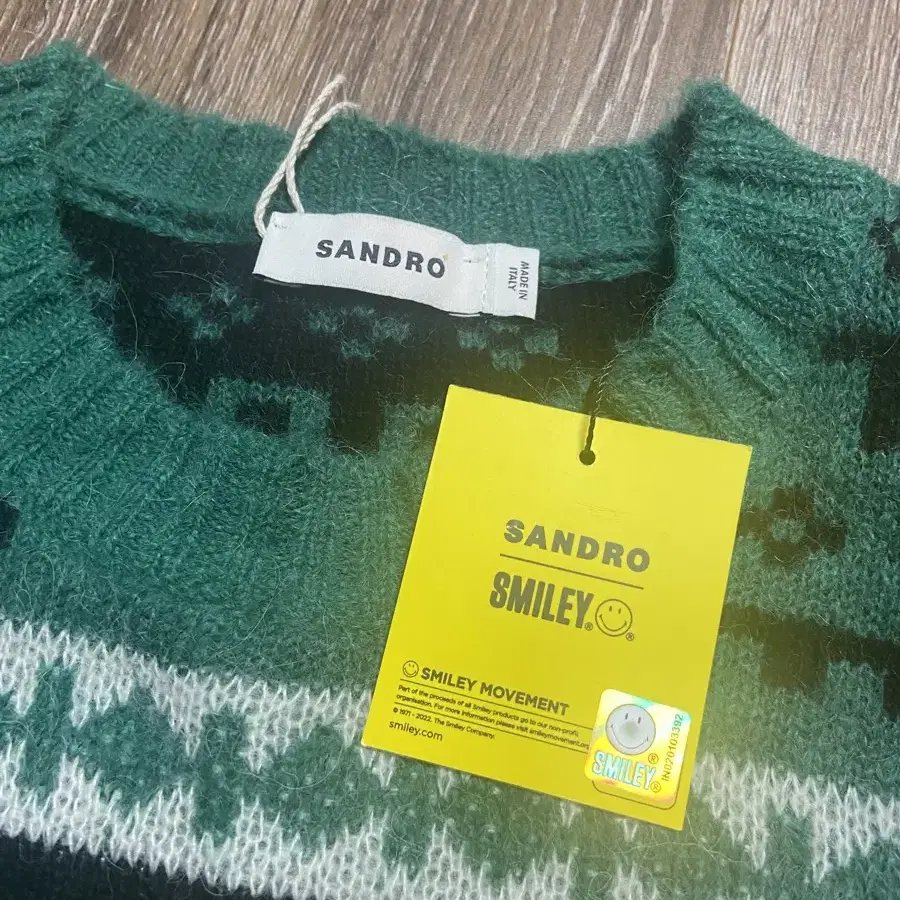 SANDRO
MADE IN
ITALY
SANDRO
SMILEY®
®
SMILEY MOVEMENT
Part of the proceeds of all Smiley products go to our non-profit
organisation. For more information please visit smileymovement.org
© 1971 - 2022. The Smiley Company.
smiley.com
®
SMILEY®
IN020103392